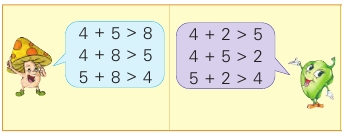 4 + 5 > 8
4 + 8 > 5
5 + 8 > 4
4 + 2 > 5
4 + 5 > 2
5 + 2 > 4